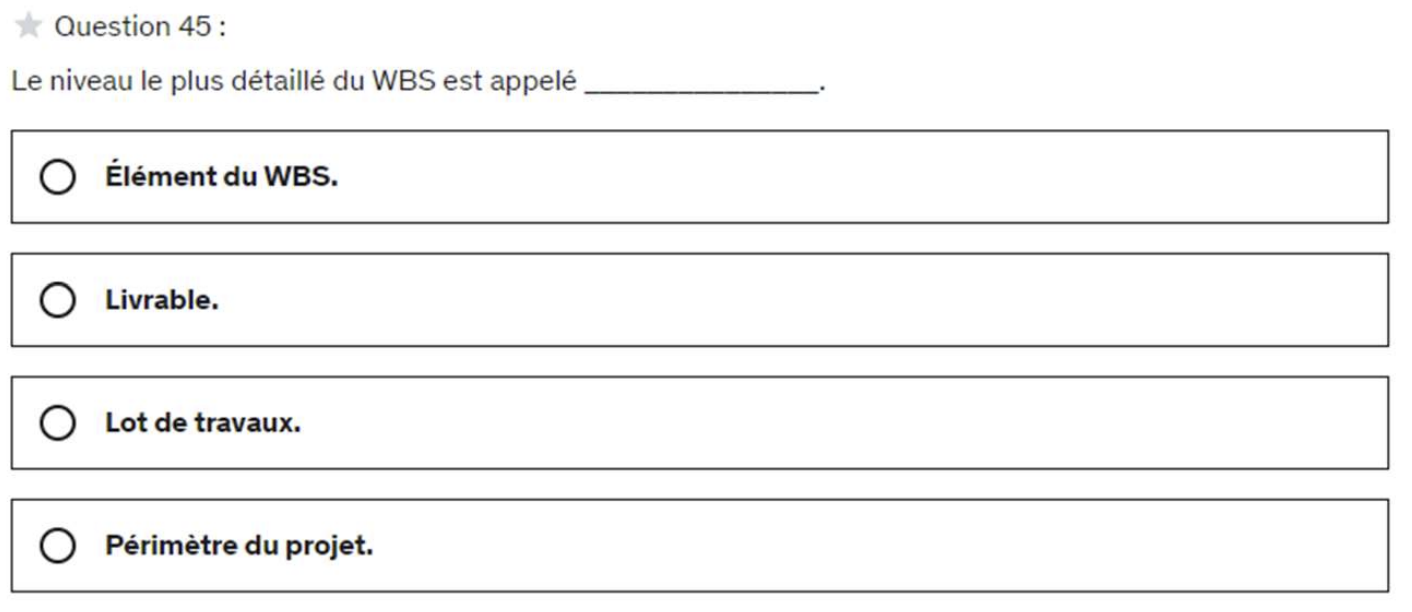 Question 45 :
Le niveau le plus détaillé du WBS est appelé _______________.
Élément du WBS.
Livrable.
Lot de travaux.
Périmètre du projet.